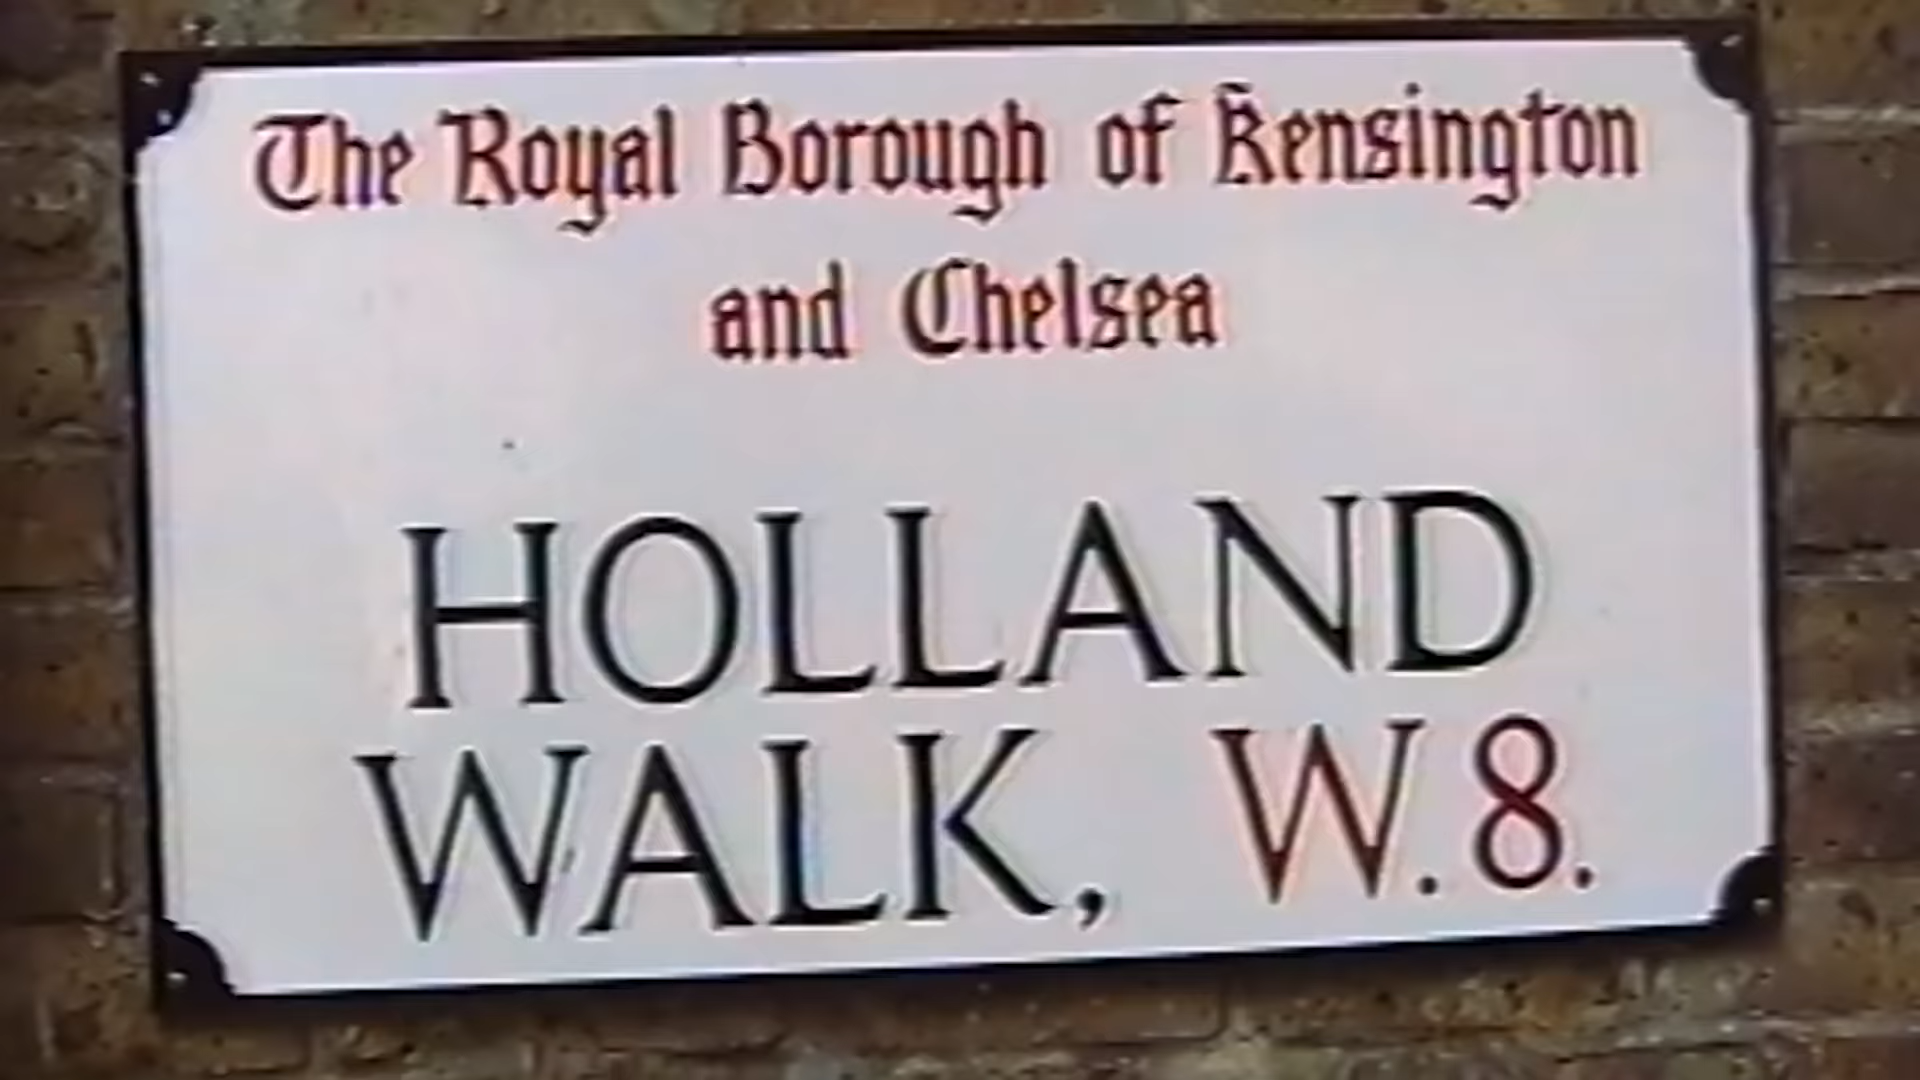 The Royal Borough of Kensington
and Chelsea
HOLLAND
WALK, W.8.